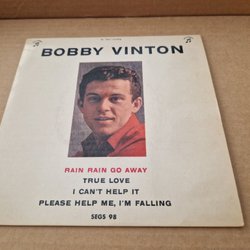 BOBBY VINTON
RAIN RAIN GO AWAY
TRUE LOVE
I CAN'T HELP IT
PLEASE HELP ME, I'M FALLING
SEGS 98